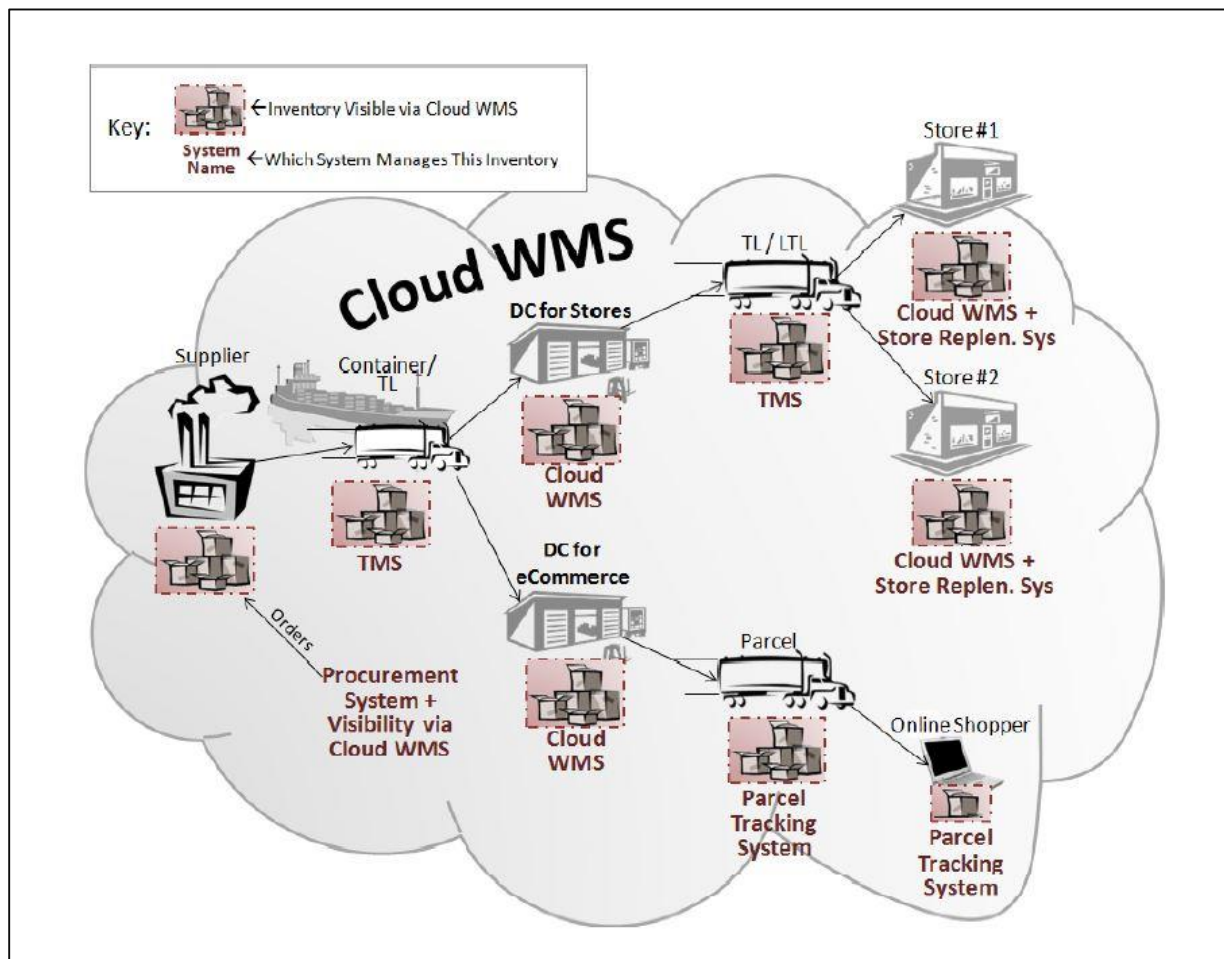 Key:
←Inventory Visible via Cloud WMS
System
Name
←Which System Manages This Inventory
Cloud WMS
Supplier
Container/
TL
TMS
Orders
Procurement
System +
Visibility via
Cloud WMS
DC for Stores
Cloud
WMS
DC for
eCommerce
Cloud
WMS
TL / LTL
TMS
Store #1
Cloud WMS +
Store Replen. Sys
Store #2
Cloud WMS +
Store Replen. Sys
Parcel
Parcel
Tracking
System
Online Shopper
Parcel
Tracking
System